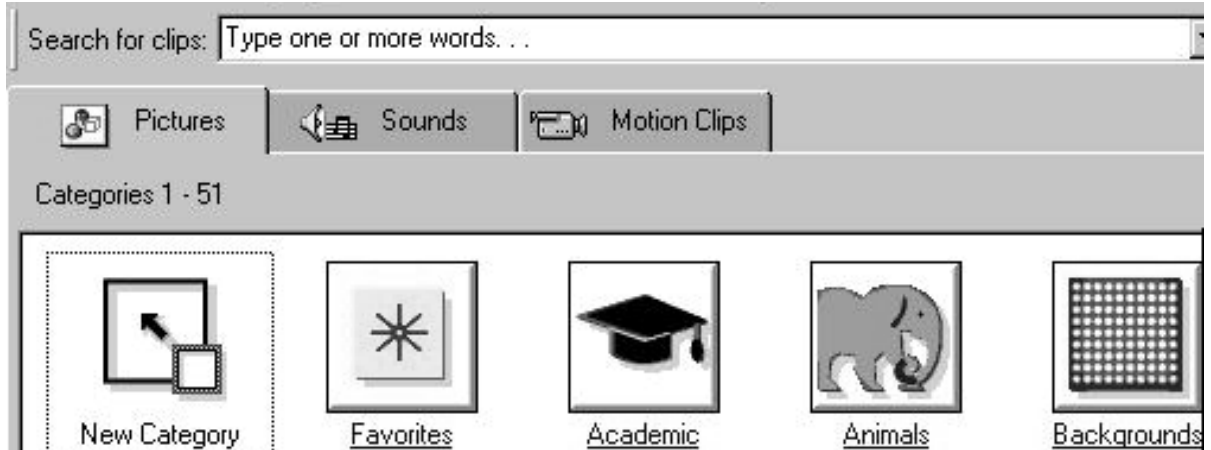 Search for clips: Type one or more words. . .
Pictures Sounds Motion Clips
Categories 1 - 51
New Category Favorites Academic Animals Backgrounds